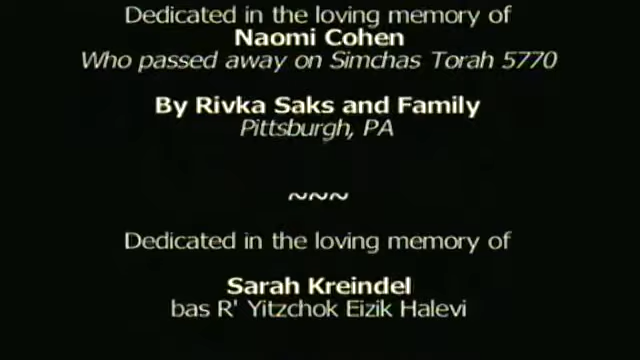 Dedicated in the loving memory of
Naomi Cohen
Who passed away on Simchas Torah 5770
By Rivka Saks and Family
Pittsburgh, PA
~~~
Dedicated in the loving memory of
Sarah Kreindel
bas R' Yitzchok Eizik Halevi